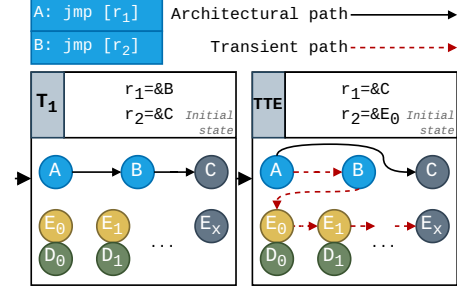 A: jmp [r₁]
Architectural path
B: jmp [r₂]
Transient path
T₁
r₁=&B
r₂=&C
Initial state
TTE
r₁=&C
r₂=&E₀
Initial state
A B C
A B C
E₀ E₁ ... Eₓ
E₀ E₁ ... Eₓ
D₀ D₁
D₀ D₁